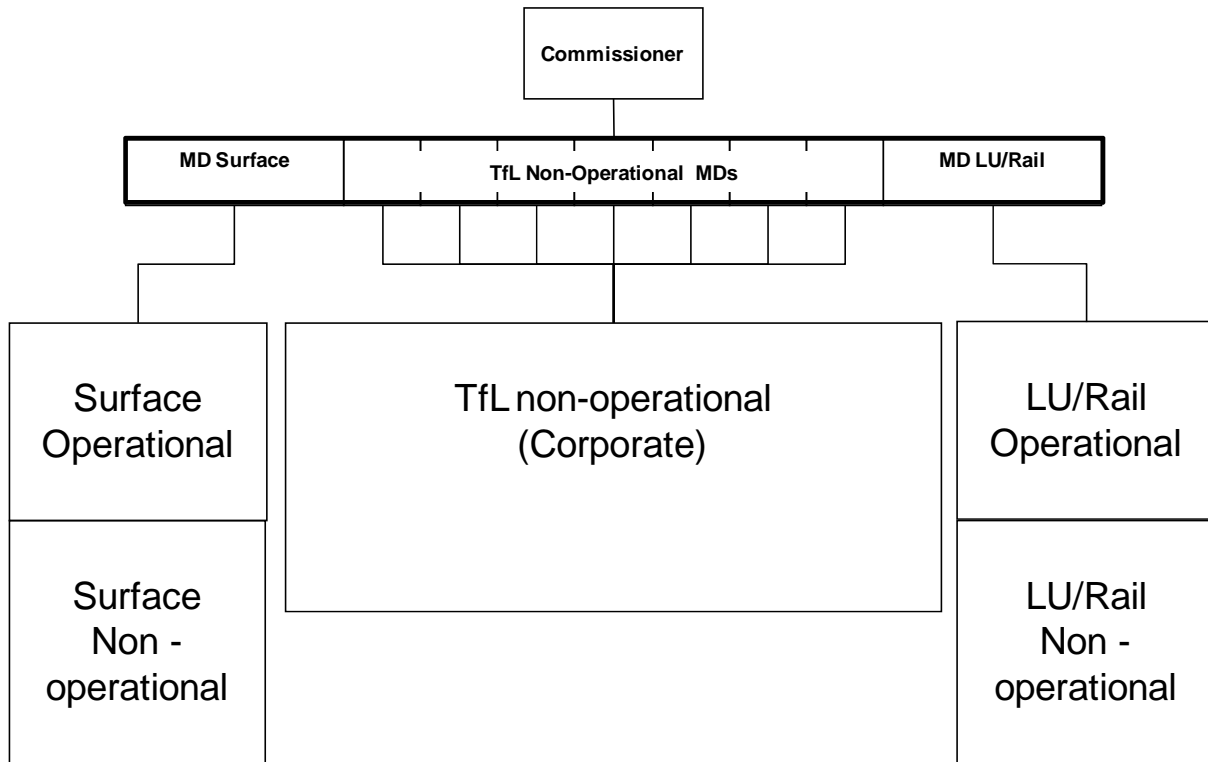 Commissioner
MD Surface
TfL Non-Operational MDs
MD LU/Rail
Surface
Operational
TfL non-operational
(Corporate)
LU/Rail
Operational
Surface
Non -
operational
LU/Rail
Non -
operational